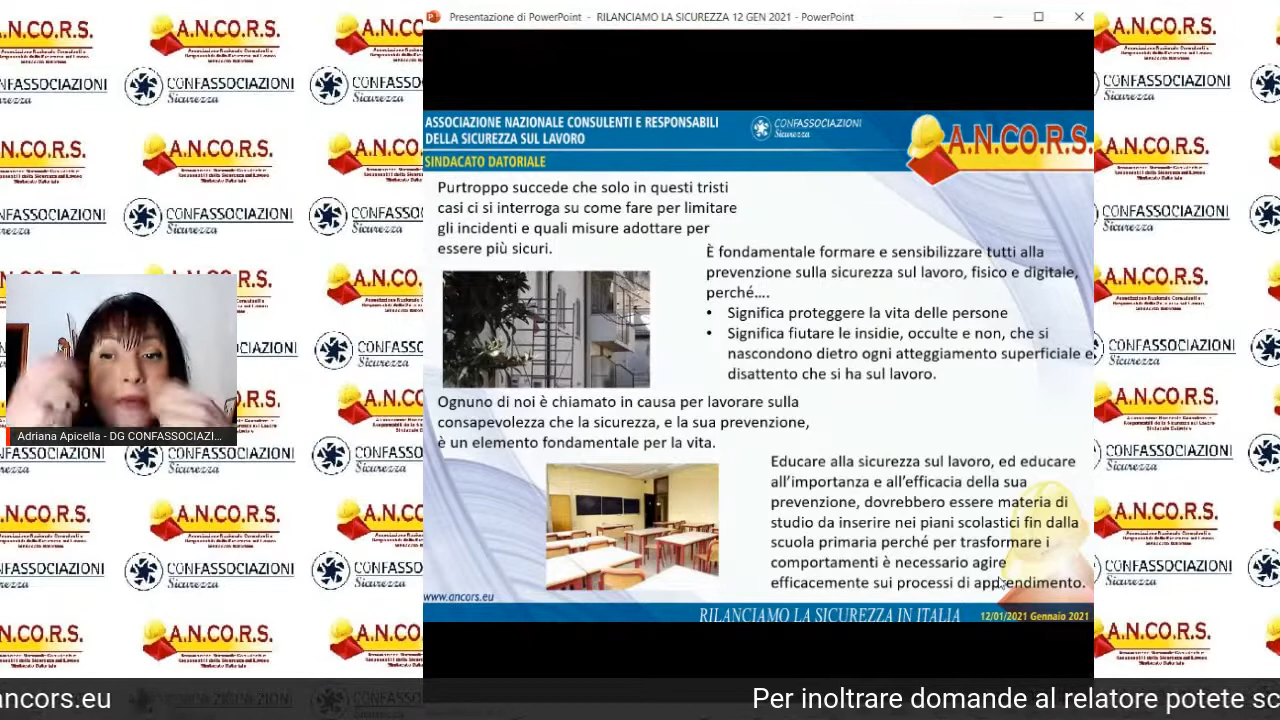 Presentazione di PowerPoint - RILANCIAMO LA SICUREZZA 12 GEN 2021 - PowerPoint
ASSOCIAZIONE NAZIONALE CONSULENTI E RESPONSABILI
DELLA SICUREZZA SUL LAVORO
SINDACATO DATORIALE
CONFASSOCIAZIONI
Sicurezza
A.N.CO.R.S.
Purtroppo succede che solo in questi tristi
casi ci si interroga su come fare per limitare
gli incidenti e quali misure adottare per
essere più sicuri.
È fondamentale formare e sensibilizzare tutti alla
prevenzione sulla sicurezza sul lavoro, fisico e digitale,
perché....
• Significa proteggere la vita delle persone
• Significa fiutare le insidie, occulte e non, che si
nascondono dietro ogni atteggiamento superficiale e
disattento che si ha sul lavoro.
Ognuno di noi è chiamato in causa per lavorare sulla
consapevolezza che la sicurezza, e la sua prevenzione,
è un elemento fondamentale per la vita.
Educare alla sicurezza sul lavoro, ed educare
all'importanza e all'efficacia della sua
prevenzione, dovrebbero essere materia di
studio da inserire nei piani scolastici fin dalla
scuola primaria perché per trasformare i
comportamenti è necessario agire
efficacemente sui processi di apprendimento.
www.ancors.eu
RILANCIAMO LA SICUREZZA IN ITALIA
12/01/2021 Gennaio 2021
Adriana Apicella - DG CONFASSOCIAZI...
ancors.eu
Per inoltrare domande al relatore potete sc